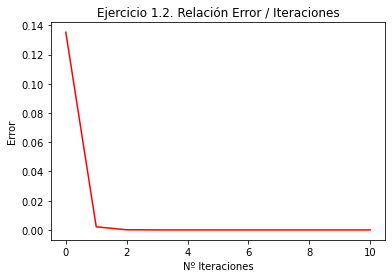 Ejercicio 1.2. Relación Error / Iteraciones
0.14
0.12
0.10
0.08
0.06
0.04
0.02
0.00
Error
0 2 4 6 8 10
Nº Iteraciones